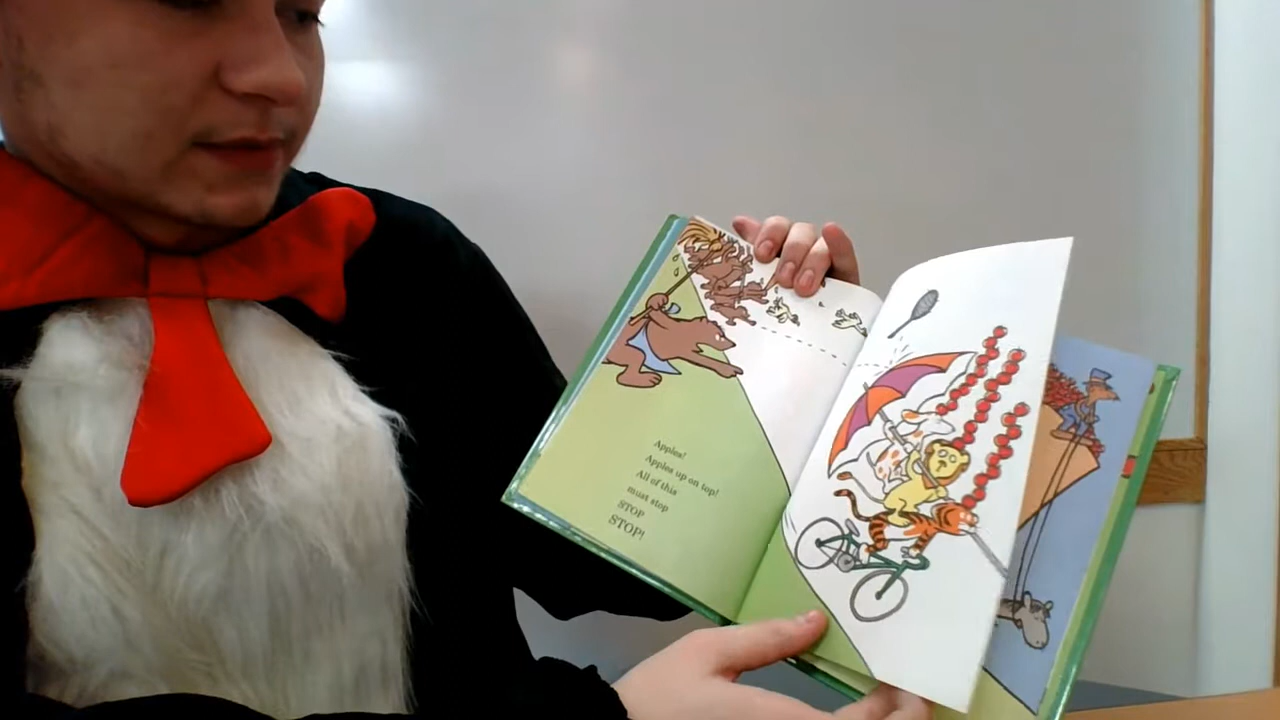 Apples!
Apples up on top!
All of this
must stop
STOP
STOP!